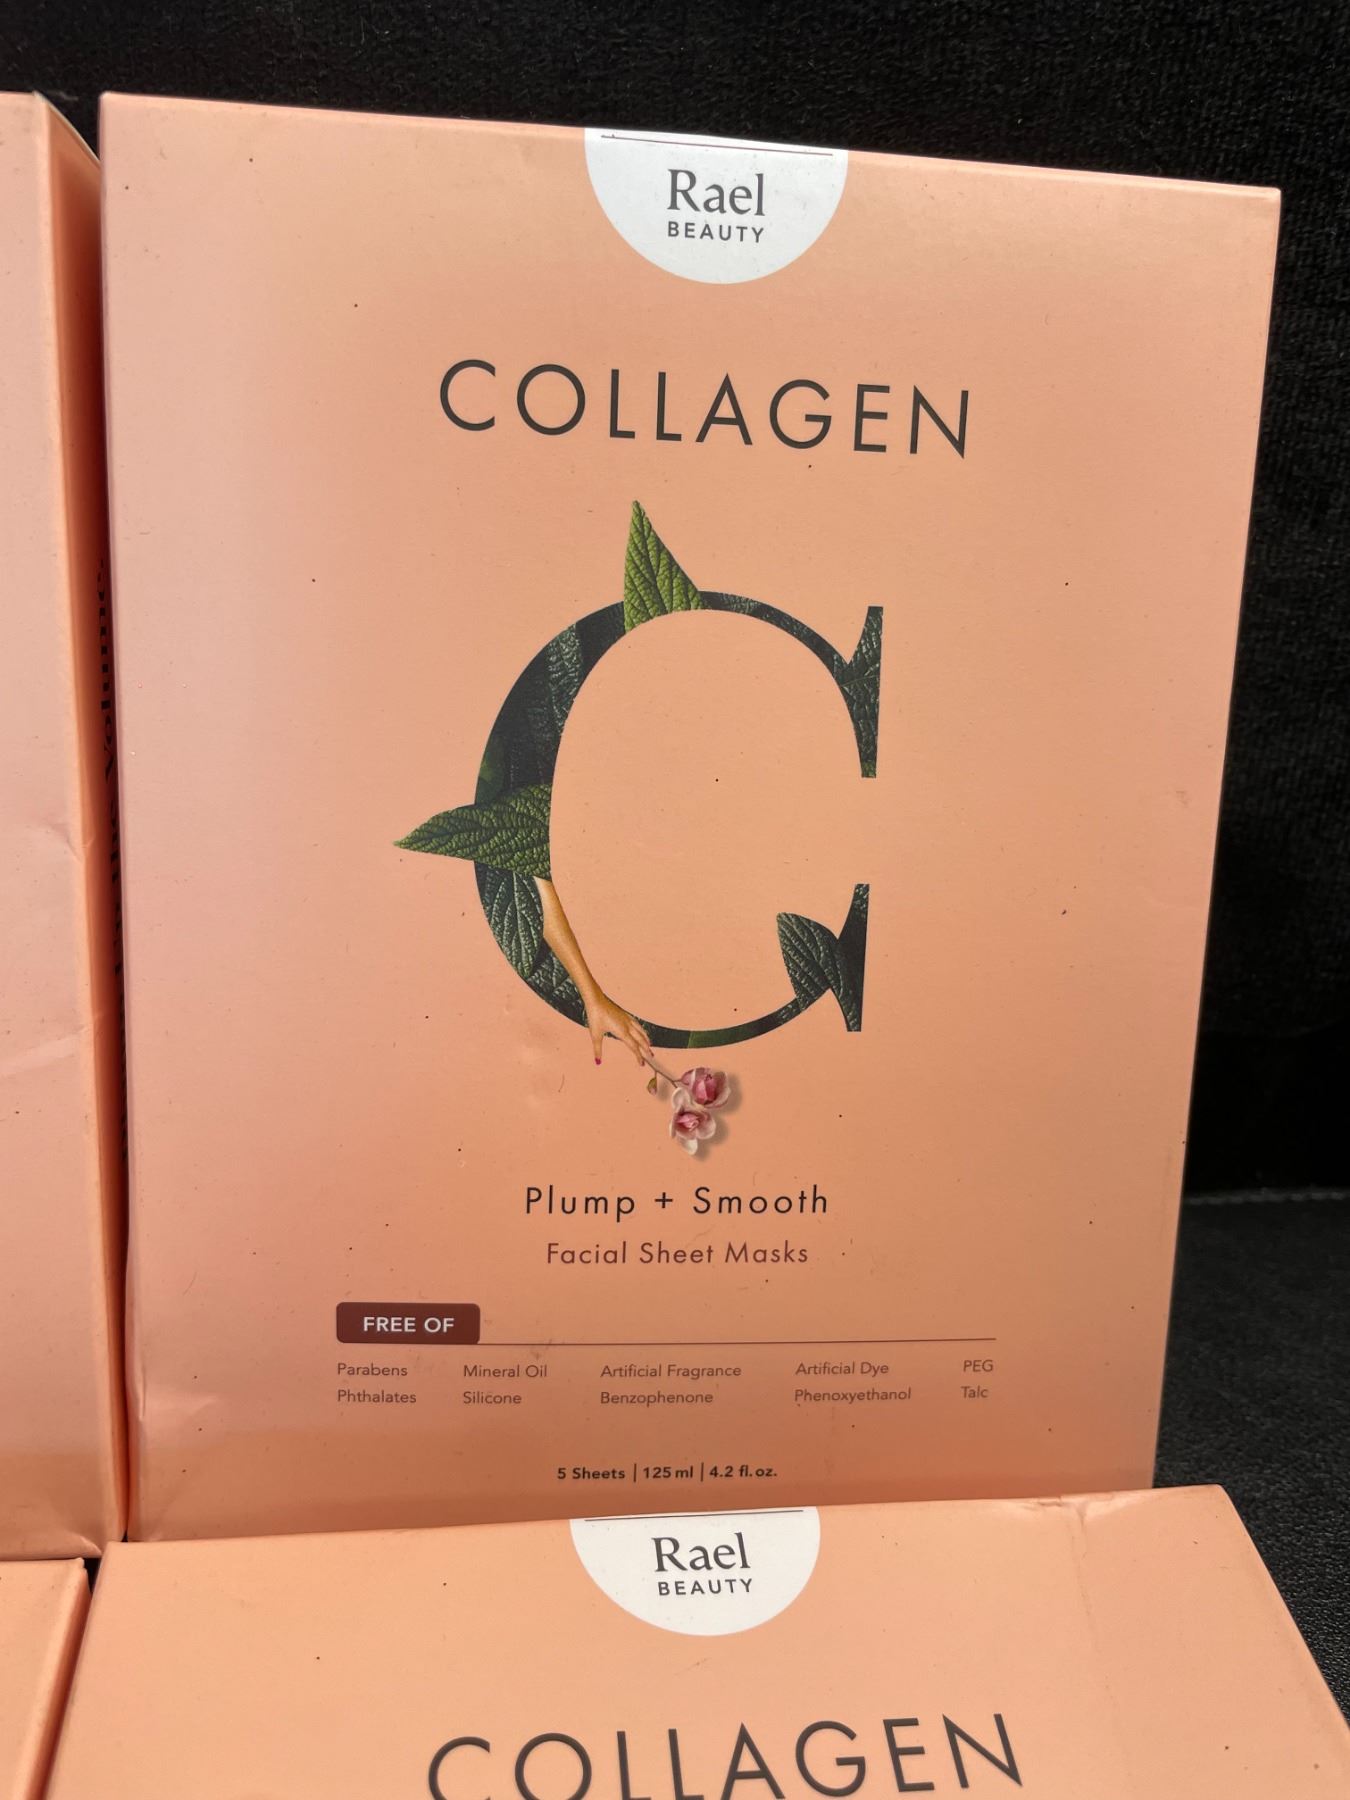 Rael
BEAUTY
COLLAGEN
C
Plump + Smooth
Facial Sheet Masks
FREE OF
Parabens Mineral Oil Artificial Fragrance Artificial Dye PEG
Phthalates Silicone Benzophenone Phenoxyethanol Talc
5 Sheets | 125 ml | 4.2 fl. oz.
Rael
BEAUTY
COLLAGEN